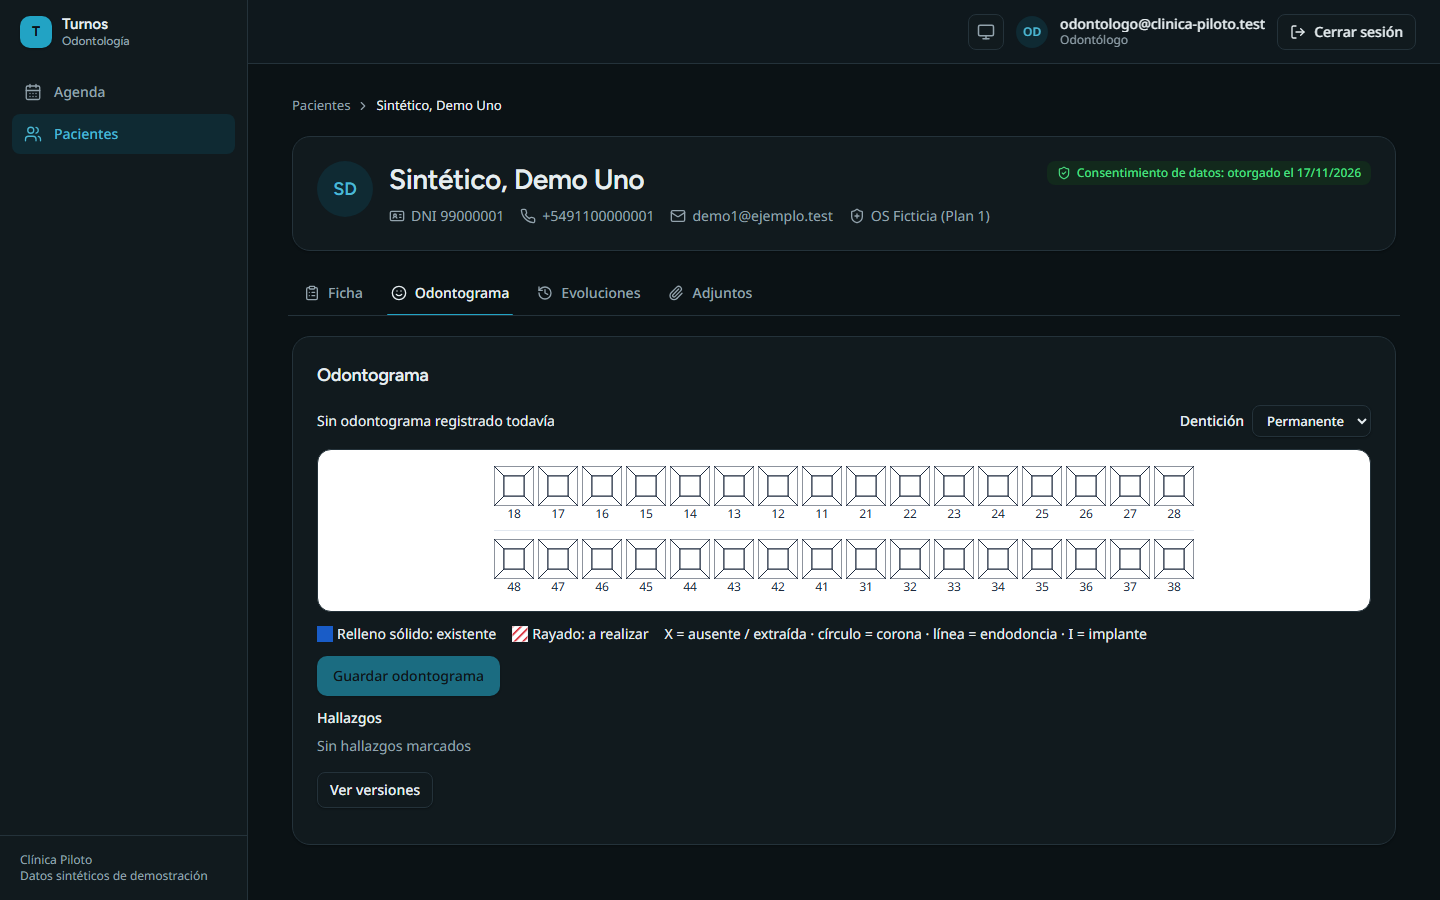 T
Turnos
Odontología
Agenda
Pacientes
OD
odontologo@clinica-piloto.test
Odontólogo
Cerrar sesión
Pacientes
Sintético, Demo Uno
SD
Sintético, Demo Uno
Consentimiento de datos: otorgado el 17/11/2026
DNI 99000001
+5491100000001
demo1@ejemplo.test
OS Ficticia (Plan 1)
Ficha
Odontograma
Evoluciones
Adjuntos
Odontograma
Sin odontograma registrado todavía
Dentición
Permanente
18 17 16 15 14 13 12 11 21 22 23 24 25 26 27 28
48 47 46 45 44 43 42 41 31 32 33 34 35 36 37 38
Relleno sólido: existente
Rayado: a realizar
X = ausente / extraída · círculo = corona · línea = endodoncia · I = implante
Guardar odontograma
Hallazgos
Sin hallazgos marcados
Ver versiones
Clínica Piloto
Datos sintéticos de demostración